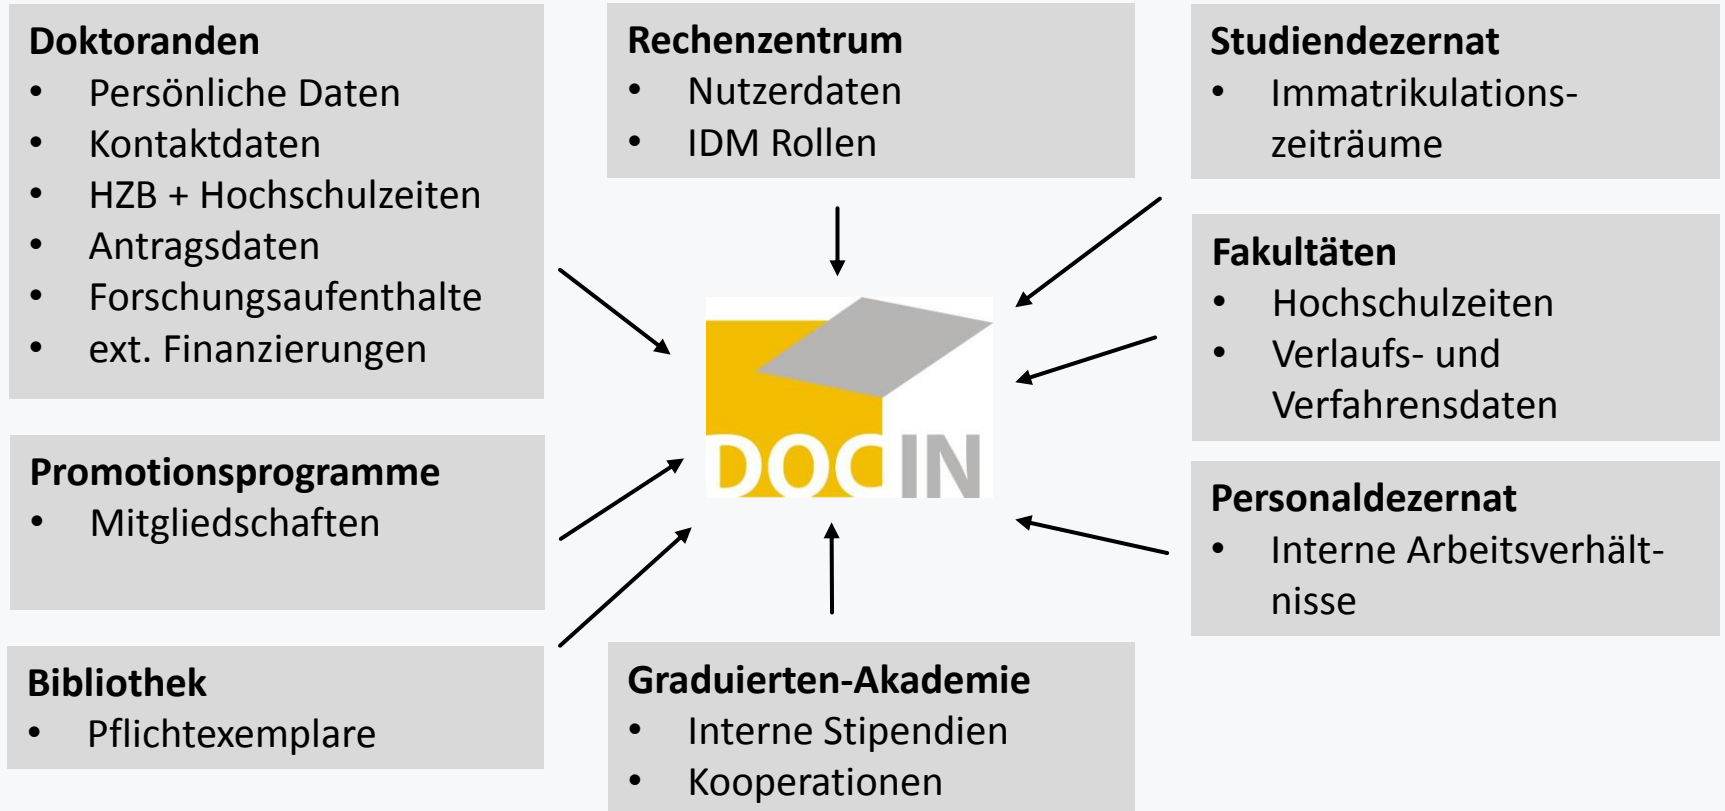 Doktoranden
• Persönliche Daten
• Kontaktdaten
• HZB + Hochschulzeiten
• Antragsdaten
• Forschungsaufenthalte
• ext. Finanzierungen
Promotionsprogramme
• Mitgliedschaften
Bibliothek
• Pflichtexemplare
Rechenzentrum
• Nutzerdaten
• IDM Rollen
DOCIN
Graduierten-Akademie
• Interne Stipendien
• Kooperationen
Studiendezernat
• Immatrikulations-
zeiträume
Fakultäten
• Hochschulzeiten
• Verlaufs- und
Verfahrensdaten
Personaldezernat
• Interne Arbeitsverhält-
nisse